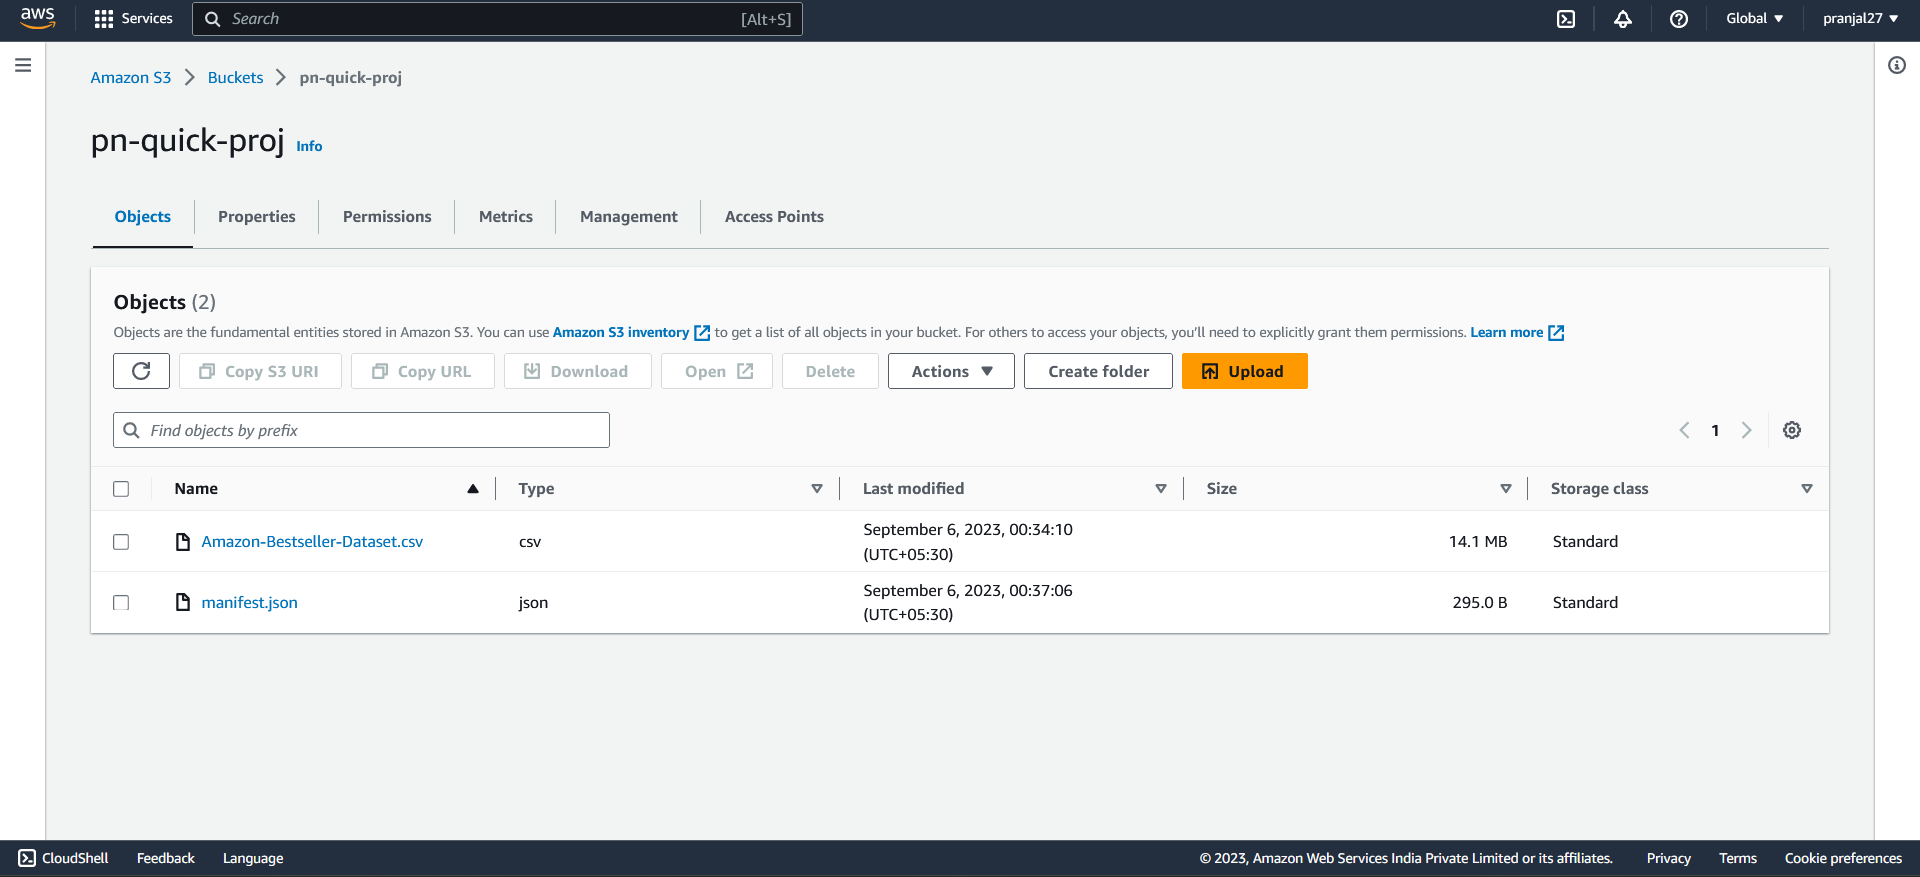 aws Services Search [Alt+S] Global pranjal27
Amazon S3 > Buckets > pn-quick-proj
pn-quick-proj Info
Objects Properties Permissions Metrics Management Access Points
Objects (2)
Objects are the fundamental entities stored in Amazon S3. You can use Amazon S3 inventory to get a list of all objects in your bucket. For others to access your objects, you’ll need to explicitly grant them permissions. Learn more
Copy S3 URI Copy URL Download Open Delete Actions Create folder Upload
Find objects by prefix 1
Name Type Last modified Size Storage class
Amazon-Bestseller-Dataset.csv csv September 6, 2023, 00:34:10 (UTC+05:30) 14.1 MB Standard
manifest.json json September 6, 2023, 00:37:06 (UTC+05:30) 295.0 B Standard
CloudShell Feedback Language © 2023, Amazon Web Services India Private Limited or its affiliates. Privacy Terms Cookie preferences